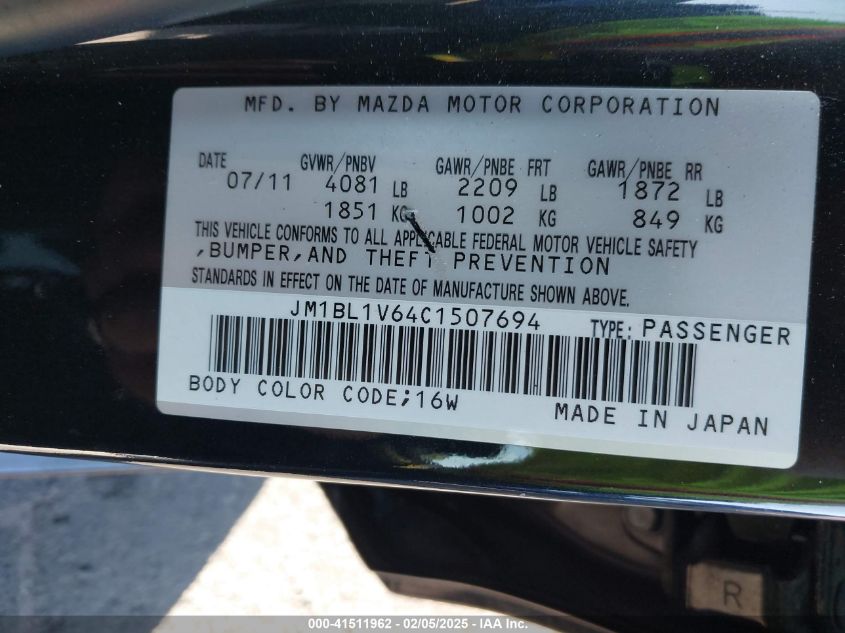 MFD. BY MAZDA MOTOR CORPORATION
DATE GVWR/PNBV GAWR/PNBE FRT GAWR/PNBE RR
07/11 4081 LB 2209 LB 1872 LB
1851 KG 1002 KG 849 KG
THIS VEHICLE CONFORMS TO ALL APPLICABLE FEDERAL MOTOR VEHICLE SAFETY
,BUMPER,AND THEFT PREVENTION
STANDARDS IN EFFECT ON THE DATE OF MANUFACTURE SHOWN ABOVE.
JM1BL1V64C1507694 TYPE: PASSENGER
BODY COLOR CODE;16W MADE IN JAPAN
R
000-41511962 - 02/05/2025 - IAA, Inc.